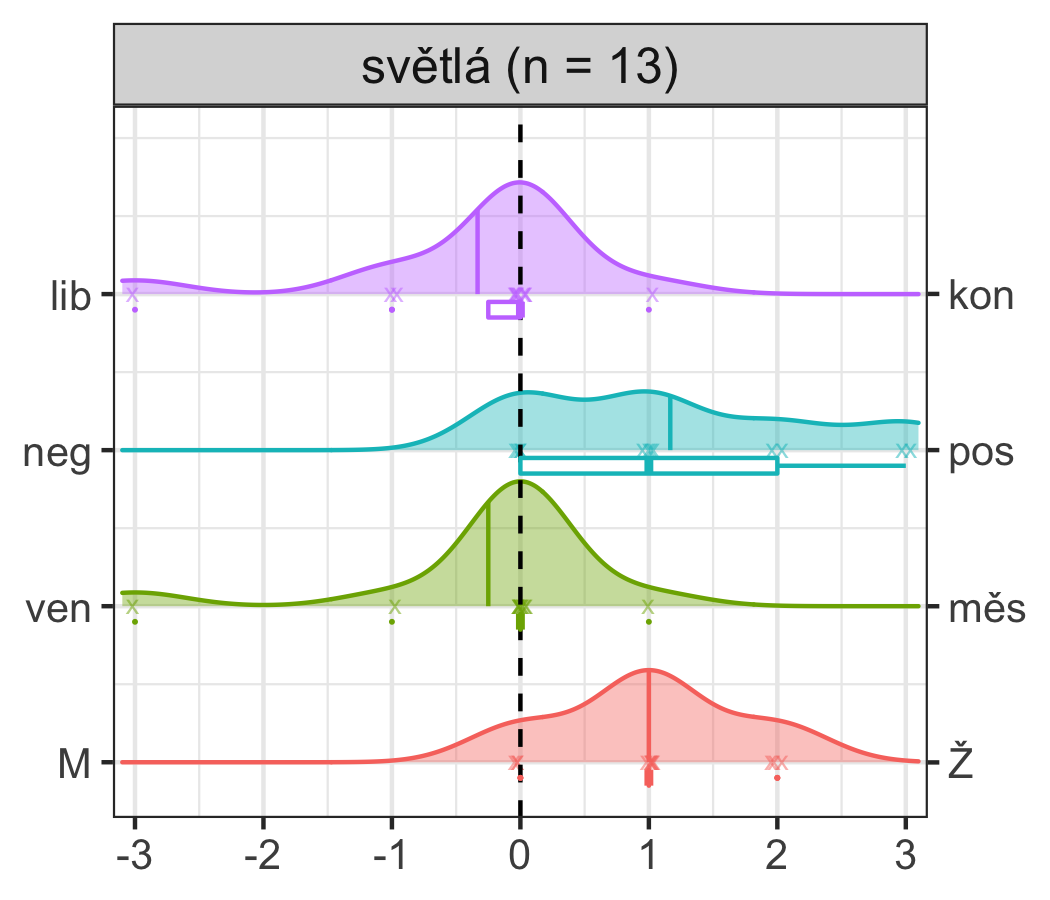 světlá (n = 13)
lib kon
neg pos
ven měs
M Ž
-3 -2 -1 0 1 2 3